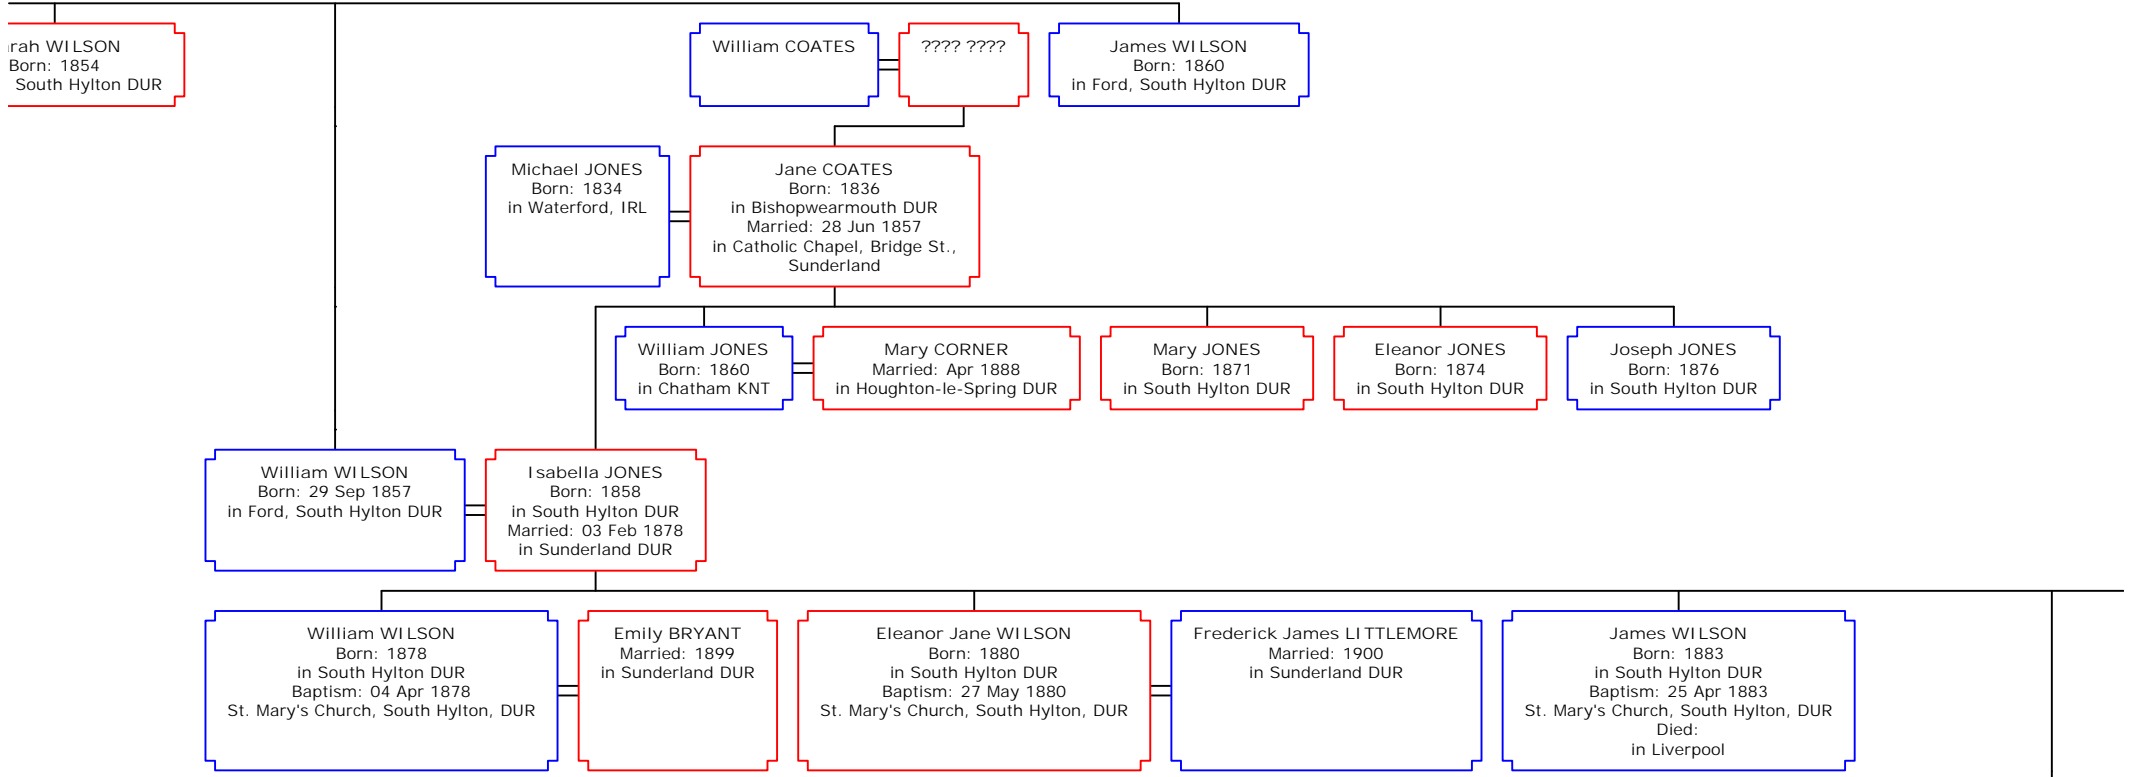 WILSON
Born: 1854
South Hylton DUR
William COATES
???? ????
James WILSON
Born: 1860
in Ford, South Hylton DUR
Michael JONES
Born: 1834
in Waterford, IRL
Jane COATES
Born: 1836
in Bishopwearmouth DUR
Married: 28 Jun 1857
in Catholic Chapel, Bridge St.,
Sunderland
William JONES
Born: 1860
in Chatham KNT
Mary CORNER
Married: Apr 1888
in Houghton-le-Spring DUR
Mary JONES
Born: 1871
in South Hylton DUR
Eleanor JONES
Born: 1874
in South Hylton DUR
Joseph JONES
Born: 1876
in South Hylton DUR
William WILSON
Born: 29 Sep 1857
in Ford, South Hylton DUR
Isabella JONES
Born: 1858
in South Hylton DUR
Married: 03 Feb 1878
in Sunderland DUR
William WILSON
Born: 1878
in South Hylton DUR
Baptism: 04 Apr 1878
St. Mary's Church, South Hylton, DUR
Emily BRYANT
Married: 1899
in Sunderland DUR
Eleanor Jane WILSON
Born: 1880
in South Hylton DUR
Baptism: 27 May 1880
St. Mary's Church, South Hylton, DUR
Frederick James LITTLEMORE
Married: 1900
in Sunderland DUR
James WILSON
Born: 1883
in South Hylton DUR
Baptism: 25 Apr 1883
St. Mary's Church, South Hylton, DUR
Died:
in Liverpool